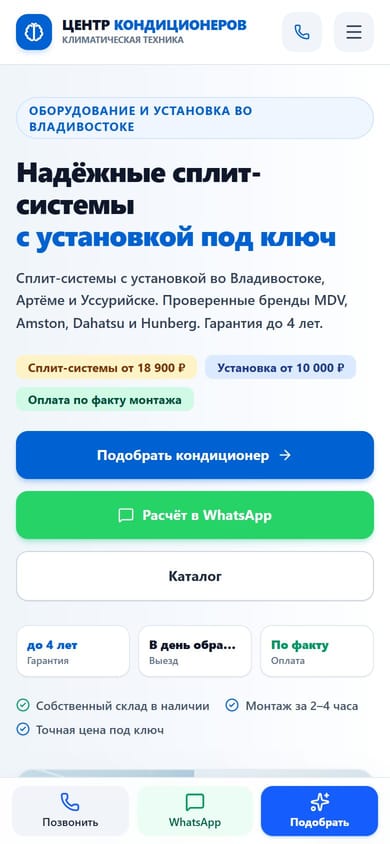 ЦЕНТР КОНДИЦИОНЕРОВ
КЛИМАТИЧЕСКАЯ ТЕХНИКА
ОБОРУДОВАНИЕ И УСТАНОВКА ВО
ВЛАДИВОСТОКЕ
Надёжные сплит-
системы
с установкой под ключ
Сплит-системы с установкой во Владивостоке,
Артёме и Уссурийске. Проверенные бренды MDV,
Amston, Dahatsu и Hunberg. Гарантия до 4 лет.
Сплит-системы от 18 900 ₽
Установка от 10 000 ₽
Оплата по факту монтажа
Подобрать кондиционер →
Расчёт в WhatsApp
Каталог
до 4 лет
Гарантия
В день обра...
Выезд
По факту
Оплата
Собственный склад в наличии
Монтаж за 2–4 часа
Точная цена под ключ
Позвонить
WhatsApp
Подобрать